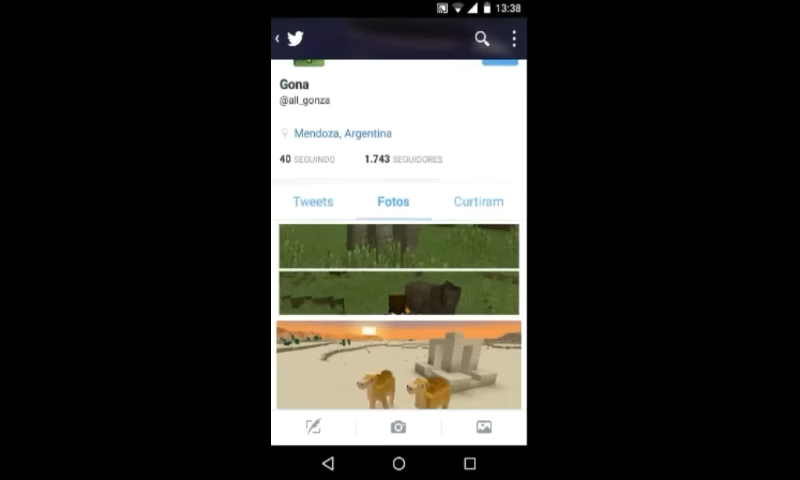 13:38
Gona
@all_gonza
Mendoza, Argentina
40 SEGUINDO 1.743 SEGUIDORES
Tweets Fotos Curtiram